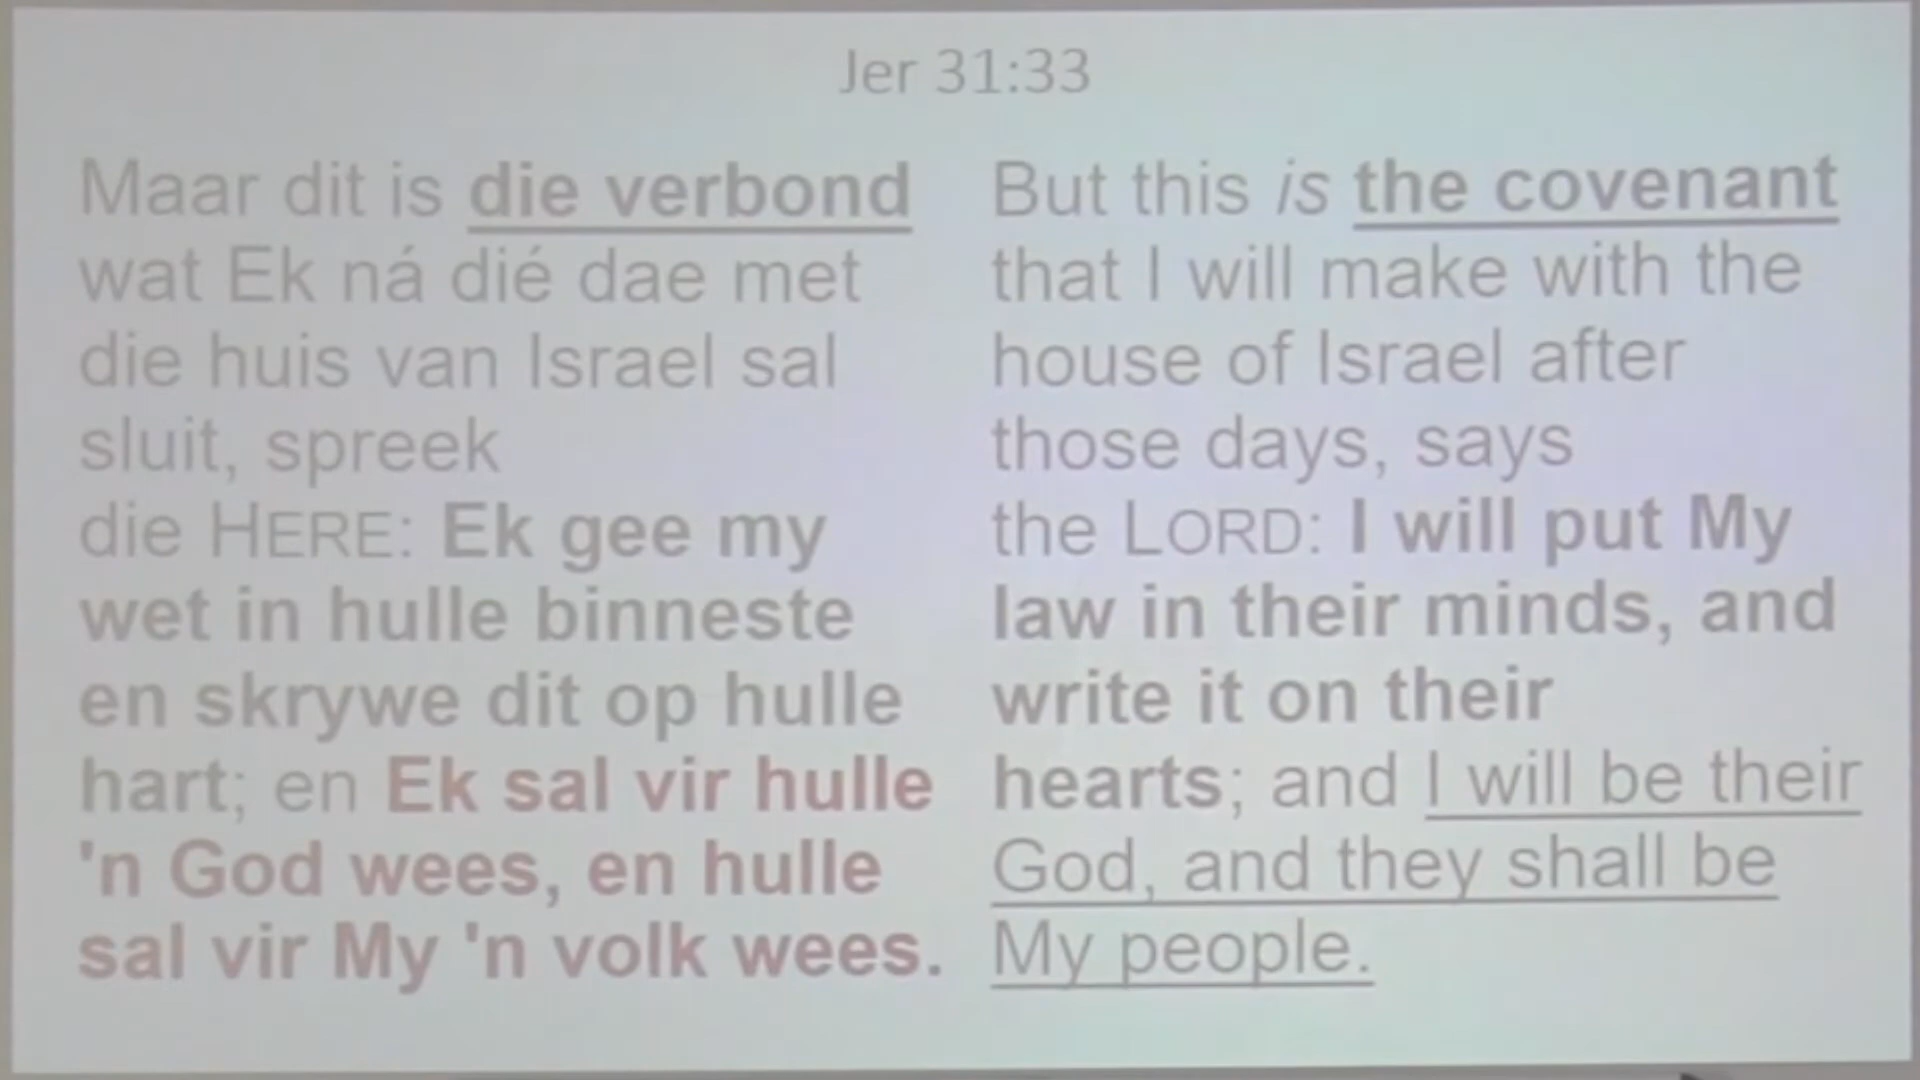 Jer 31:33
Maar dit is die verbond
wat Ek ná dié dae met
die huis van Israel sal
sluit, spreek
die HERE: Ek gee my
wet in hulle binneste
en skrywe dit op hulle
hart; en Ek sal vir hulle
'n God wees, en hulle
sal vir My 'n volk wees.
But this is the covenant
that I will make with the
house of Israel after
those days, says
the LORD: I will put My
law in their minds, and
write it on their
hearts; and I will be their
God, and they shall be
My people.